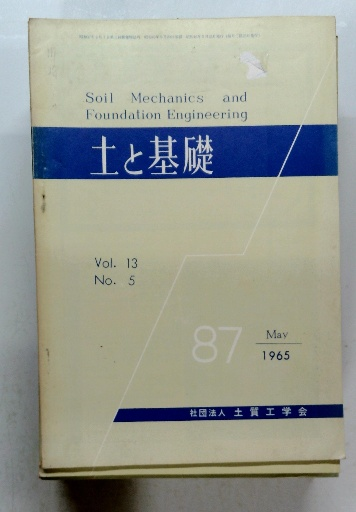 Soil Mechanics and
Foundation Engineering
土と基礎
Vol. 13
No. 5
87
May
1965
社団法人 土質工学会